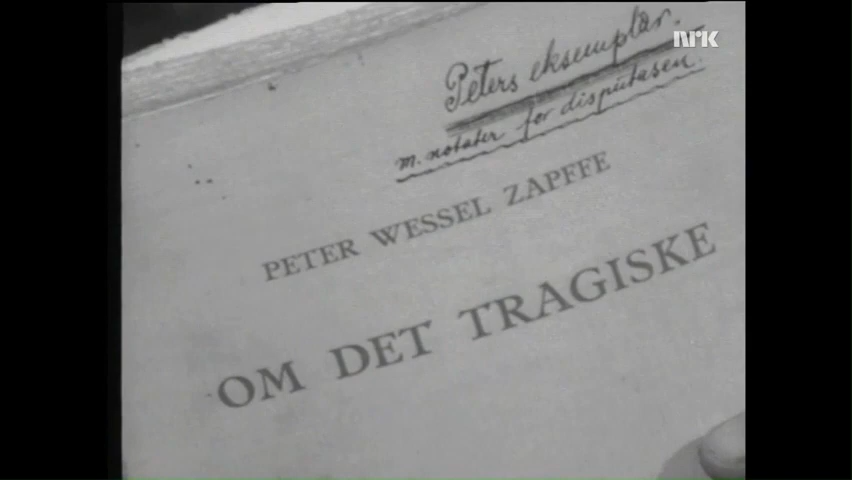 NRK
Peters eksemplar.
m. notater for disputasen.
PETER WESSEL ZAPFFE
OM DET TRAGISKE